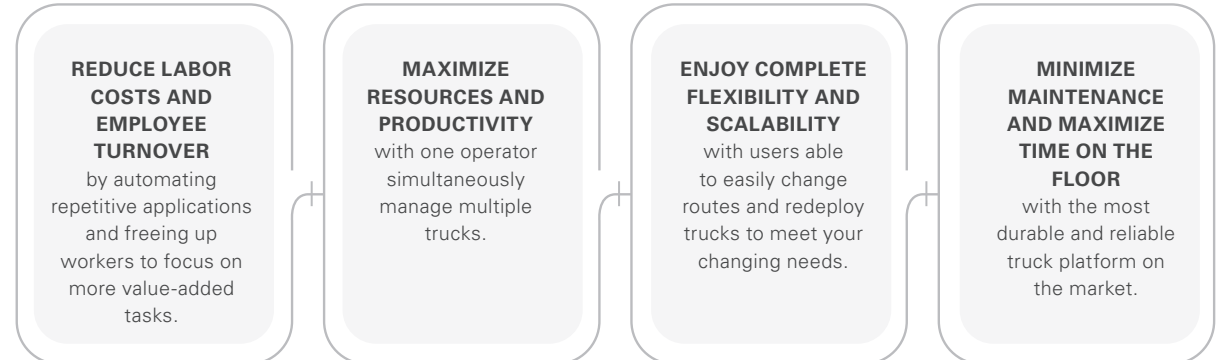 REDUCE LABOR
COSTS AND
EMPLOYEE
TURNOVER
by automating
repetitive applications
and freeing up
workers to focus on
more value-added
tasks.
MAXIMIZE
RESOURCES AND
PRODUCTIVITY
with one operator
simultaneously
manage multiple
trucks.
ENJOY COMPLETE
FLEXIBILITY AND
SCALABILITY
with users able
to easily change
routes and redeploy
trucks to meet your
changing needs.
MINIMIZE
MAINTENANCE
AND MAXIMIZE
TIME ON THE
FLOOR
with the most
durable and reliable
truck platform on
the market.